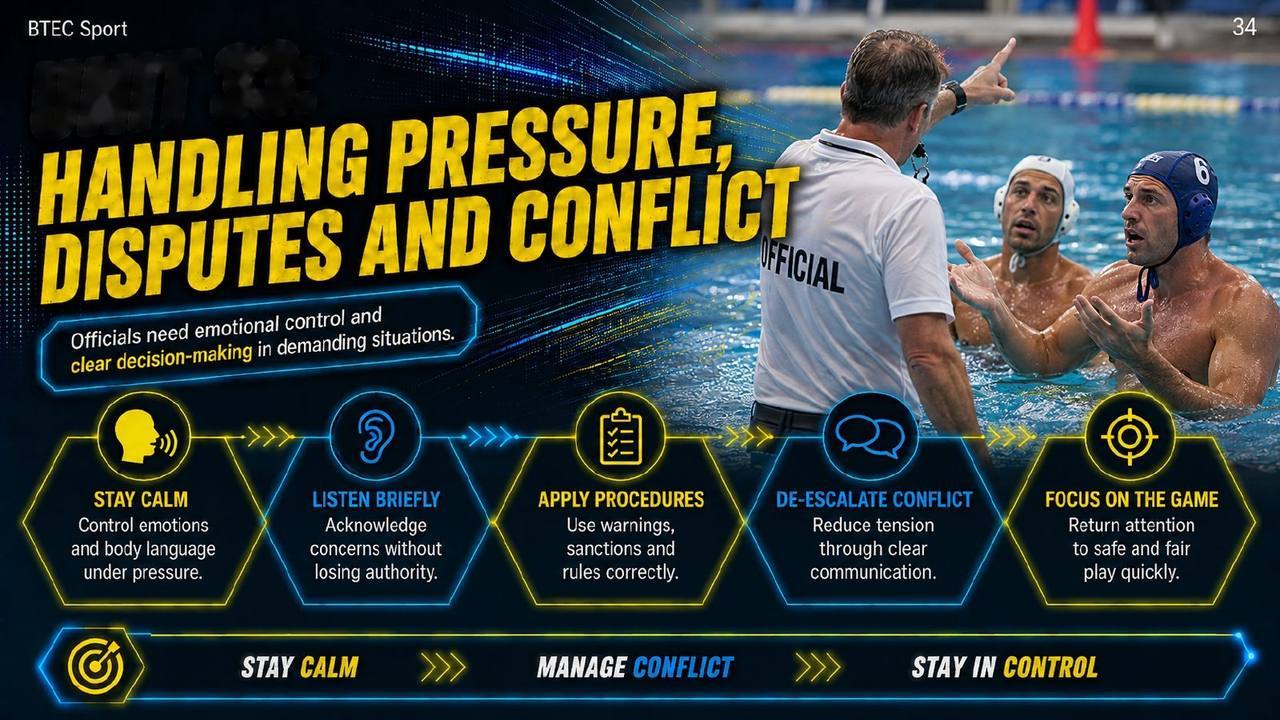 BTEC Sport
34
HANDLING PRESSURE,
DISPUTES AND CONFLICT
Officials need emotional control and
clear decision-making in demanding situations.
OFFICIAL
6
STAY CALM
Control emotions
and body language
under pressure.
LISTEN BRIEFLY
Acknowledge
concerns without
losing authority.
APPLY PROCEDURES
Use warnings,
sanctions and
rules correctly.
DE-ESCALATE CONFLICT
Reduce tension
through clear
communication.
FOCUS ON THE GAME
Return attention
to safe and fair
play quickly.
STAY CALM
MANAGE CONFLICT
STAY IN CONTROL